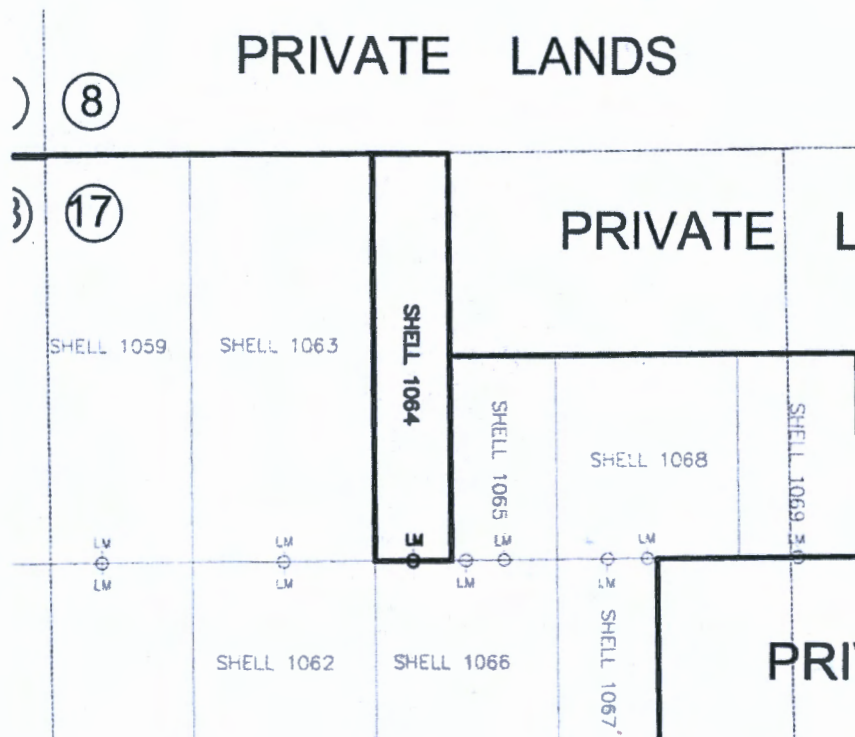 PRIVATE LANDS
8
17
PRIVATE
SHELL 1059
SHELL 1063
SHELL 1064
SHELL 1065
SHELL 1068
SHELL 1069
LM
LM
LM
LM
LM
LM
LM
LM
LM
LM
LM
SHELL 1062
SHELL 1066
SHELL 1067
PRI